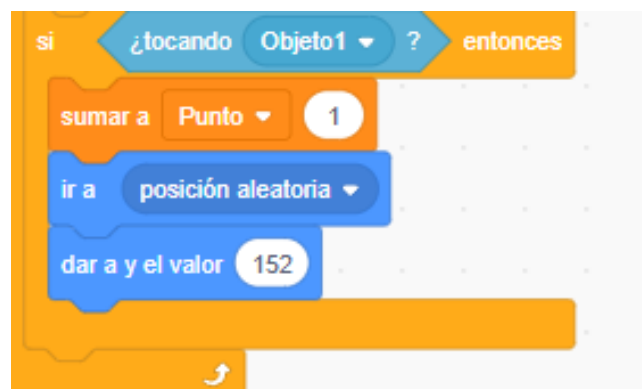 si ¿tocando Objeto1 ? entonces
sumar a Punto 1
ir a posición aleatoria
dar a y el valor 152